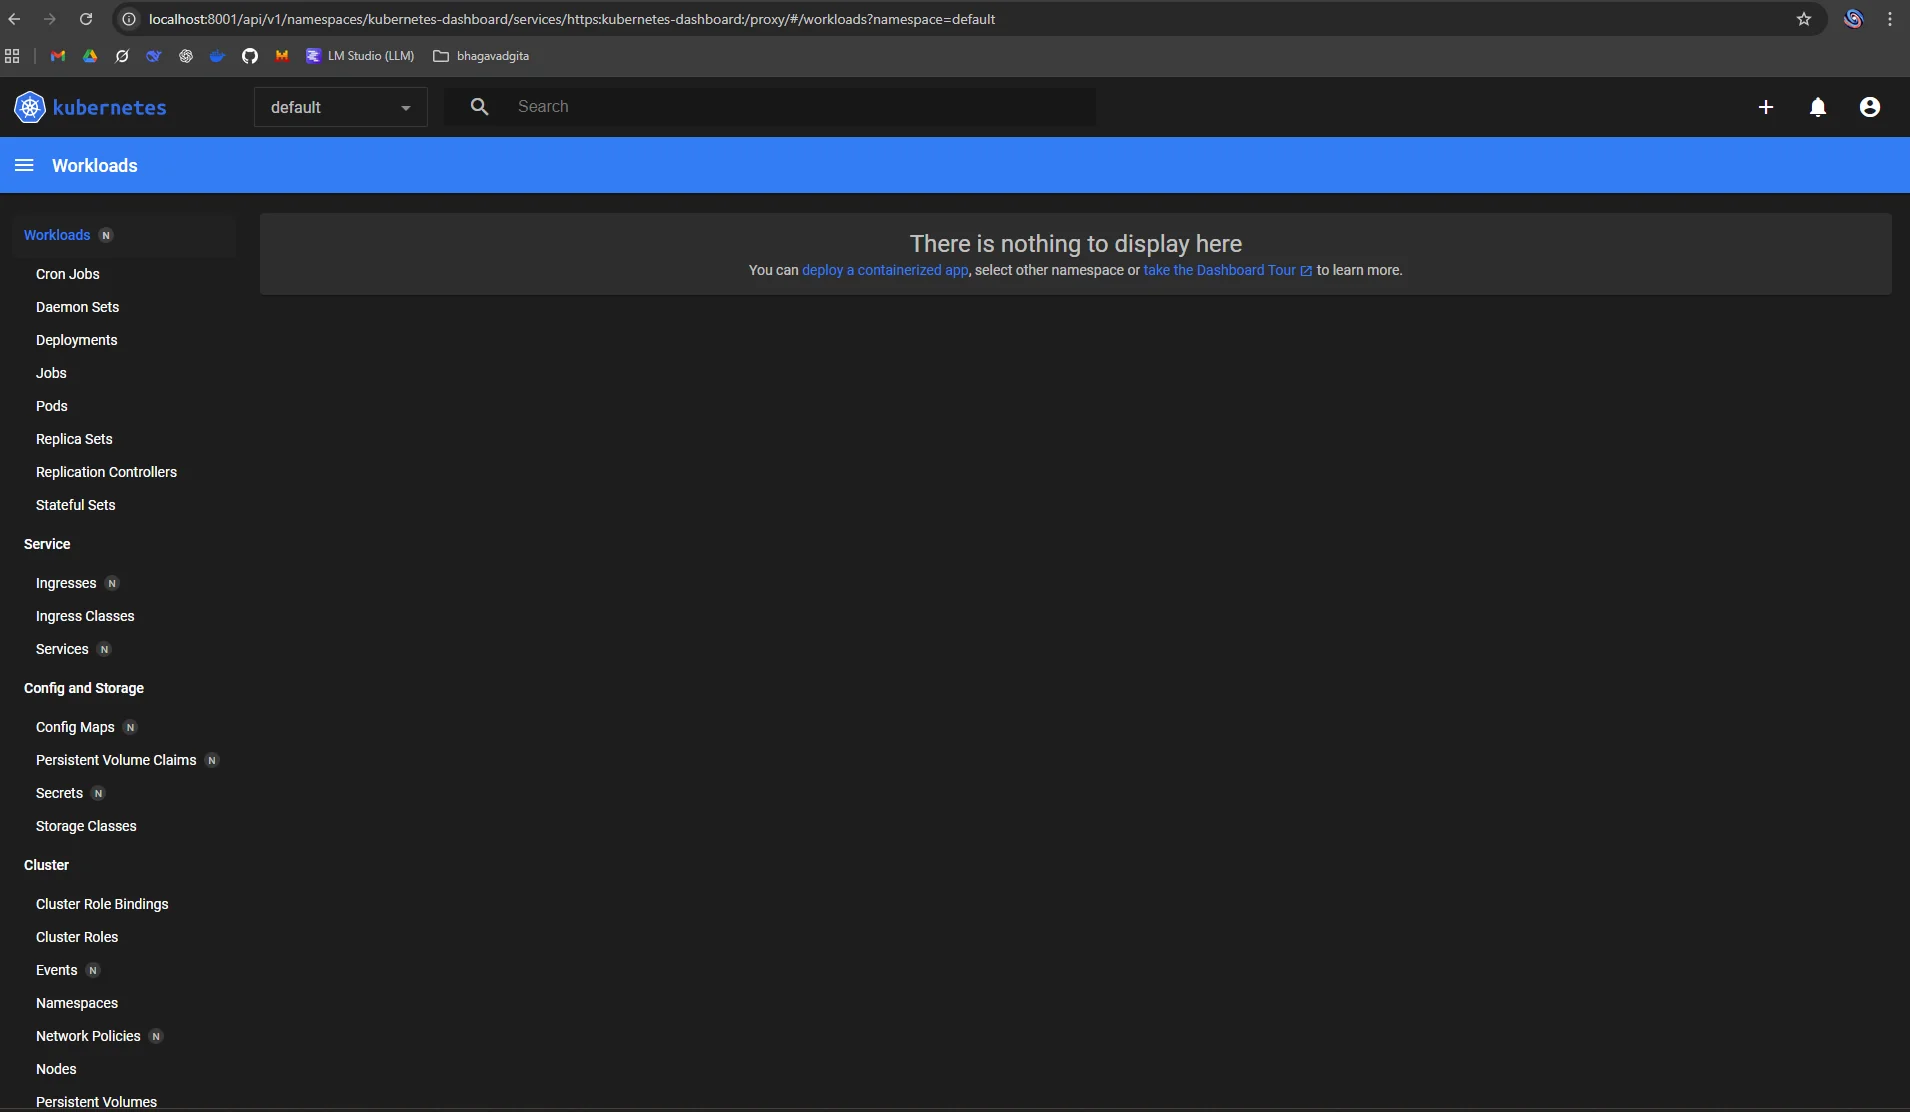 localhost:8001/api/v1/namespaces/kubernetes-dashboard/services/https:kubernetes-dashboard:/proxy/#/workloads?namespace=default
LM Studio (LLM) bhagavadgita
kubernetes default Search
Workloads
Workloads N
There is nothing to display here
You can deploy a containerized app, select other namespace or take the Dashboard Tour to learn more.
Cron Jobs
Daemon Sets
Deployments
Jobs
Pods
Replica Sets
Replication Controllers
Stateful Sets
Service
Ingresses N
Ingress Classes
Services N
Config and Storage
Config Maps N
Persistent Volume Claims N
Secrets N
Storage Classes
Cluster
Cluster Role Bindings
Cluster Roles
Events N
Namespaces
Network Policies N
Nodes
Persistent Volumes